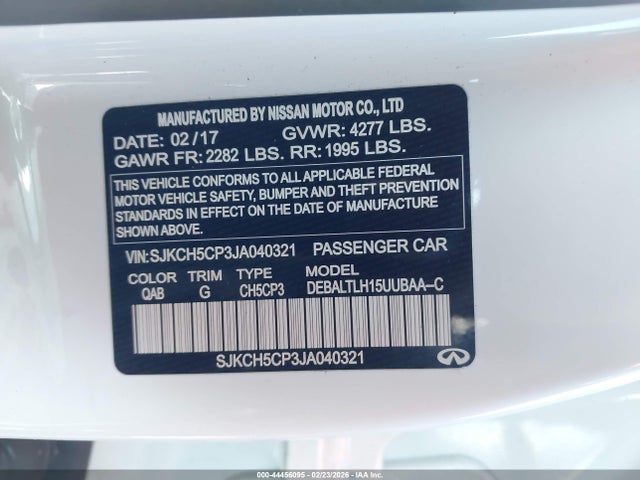 MANUFACTURED BY NISSAN MOTOR CO., LTD
DATE: 02/17 GVWR: 4277 LBS.
GAWR FR: 2282 LBS. RR: 1995 LBS.
THIS VEHICLE CONFORMS TO ALL APPLICABLE FEDERAL
MOTOR VEHICLE SAFETY, BUMPER AND THEFT PREVENTION
STANDARDS IN EFFECT ON THE DATE OF MANUFACTURE
SHOWN ABOVE.
VIN:SJKCH5CP3JA040321 PASSENGER CAR
COLOR TRIM TYPE MODEL
QAB G CH5CP3 DEBALTLH15UUBAA-C
SJKCH5CP3JA040321
000-44456095 - 02/23/2026 - IAA Inc.